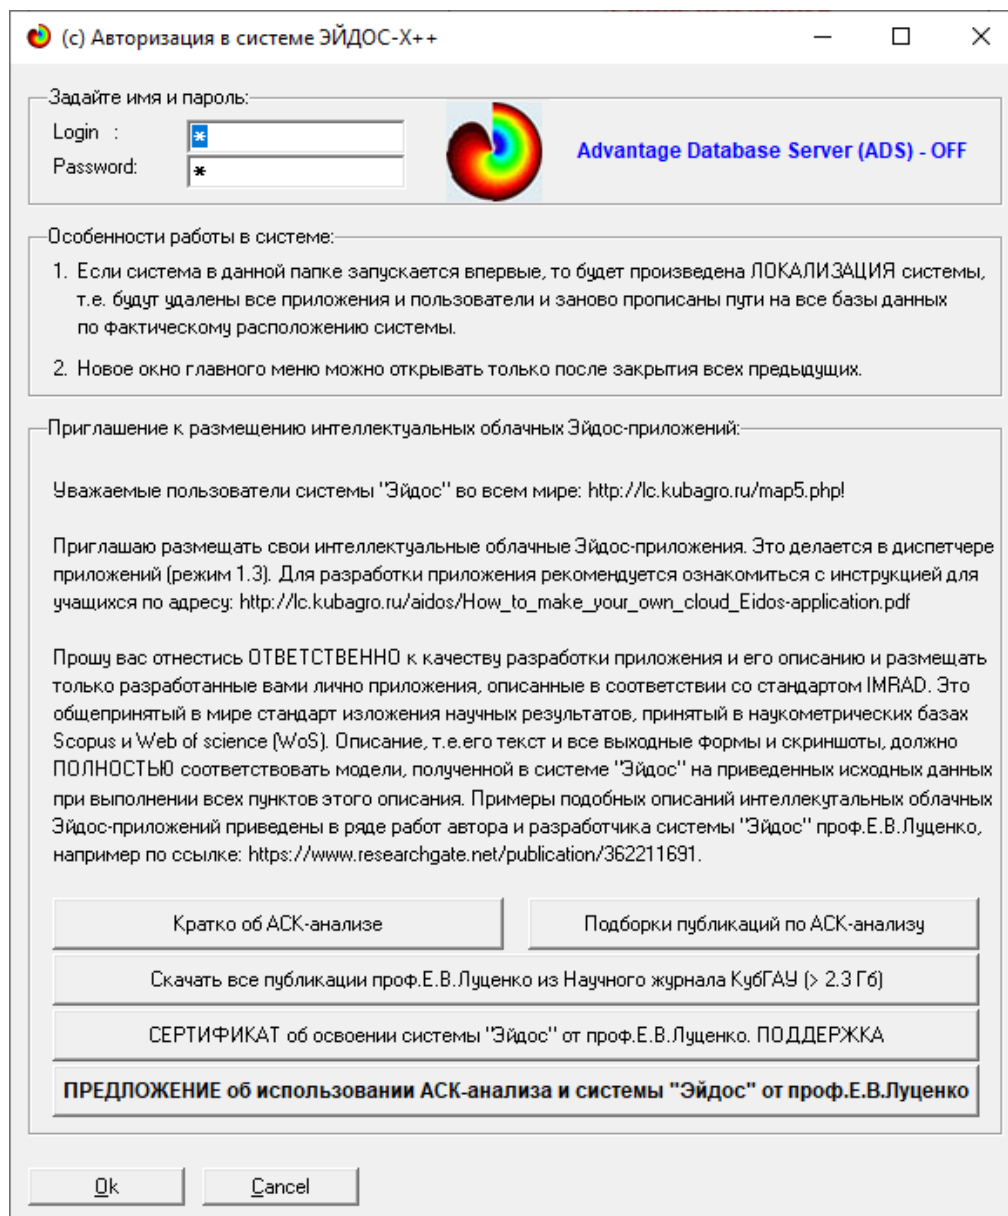 (c) Авторизация в системе ЭЙДОС-X++
Задайте имя и пароль:
Login :
*
Password:
*
Advantage Database Server (ADS) - OFF
Особенности работы в системе:
1. Если система в данной папке запускается впервые, то будет произведена ЛОКАЛИЗАЦИЯ системы,
т.е. будут удалены все приложения и пользователи и заново прописаны пути на все базы данных
по фактическому расположению системы.
2. Новое окно главного меню можно открывать только после закрытия всех предыдущих.
Приглашение к размещению интеллектуальных облачных Эйдос-приложений:
Уважаемые пользователи системы "Эйдос" во всем мире: http://lc.kubagro.ru/map5.php!
Приглашаю размещать свои интеллектуальные облачные Эйдос-приложения. Это делается в диспетчере
приложений (режим 1.3). Для разработки приложения рекомендуется ознакомиться с инструкцией для
учащихся по адресу: http://lc.kubagro.ru/aidos/How_to_make_your_own_cloud_Eidos-application.pdf
Прошу вас отнестись ОТВЕТСТВЕННО к качеству разработки приложения и его описанию и размещать
только разработанные вами лично приложения, описанные в соответствии со стандартом IMRAD. Это
общепринятый в мире стандарт изложения научных результатов, принятый в наукометрических базах
Scopus и Web of science (WoS). Описание, т.е.его текст и все выходные формы и скриншоты, должно
ПОЛНОСТЬЮ соответствовать модели, полученной в системе "Эйдос" на приведенных исходных данных
при выполнении всех пунктов этого описания. Примеры подобных описаний интеллекутальных облачных
Эйдос-приложений приведены в ряде работ автора и разработчика системы "Эйдос" проф.Е.В.Луценко,
например по ссылке: https://www.researchgate.net/publication/362211691.
Кратко об АСК-анализе
Подборки публикаций по АСК-анализу
Скачать все публикации проф.Е.В.Луценко из Научного журнала КубГАУ (> 2.3 Гб)
СЕРТИФИКАТ об освоении системы "Эйдос" от проф.Е.В.Луценко. ПОДДЕРЖКА
ПРЕДЛОЖЕНИЕ об использовании АСК-анализа и системы "Эйдос" от проф.Е.В.Луценко
Ok
Cancel